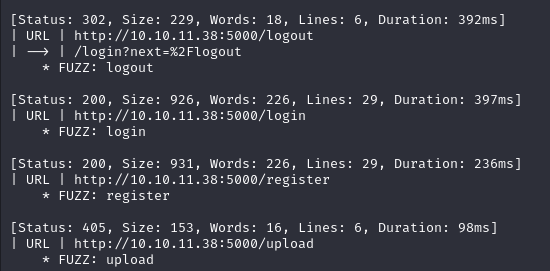 [Status: 302, Size: 229, Words: 18, Lines: 6, Duration: 392ms]
| URL | http://10.10.11.38:5000/logout
| --> | /login?next=%2Flogout
    * FUZZ: logout

[Status: 200, Size: 926, Words: 226, Lines: 29, Duration: 397ms]
| URL | http://10.10.11.38:5000/login
    * FUZZ: login

[Status: 200, Size: 931, Words: 226, Lines: 29, Duration: 236ms]
| URL | http://10.10.11.38:5000/register
    * FUZZ: register

[Status: 405, Size: 153, Words: 16, Lines: 6, Duration: 98ms]
| URL | http://10.10.11.38:5000/upload
    * FUZZ: upload